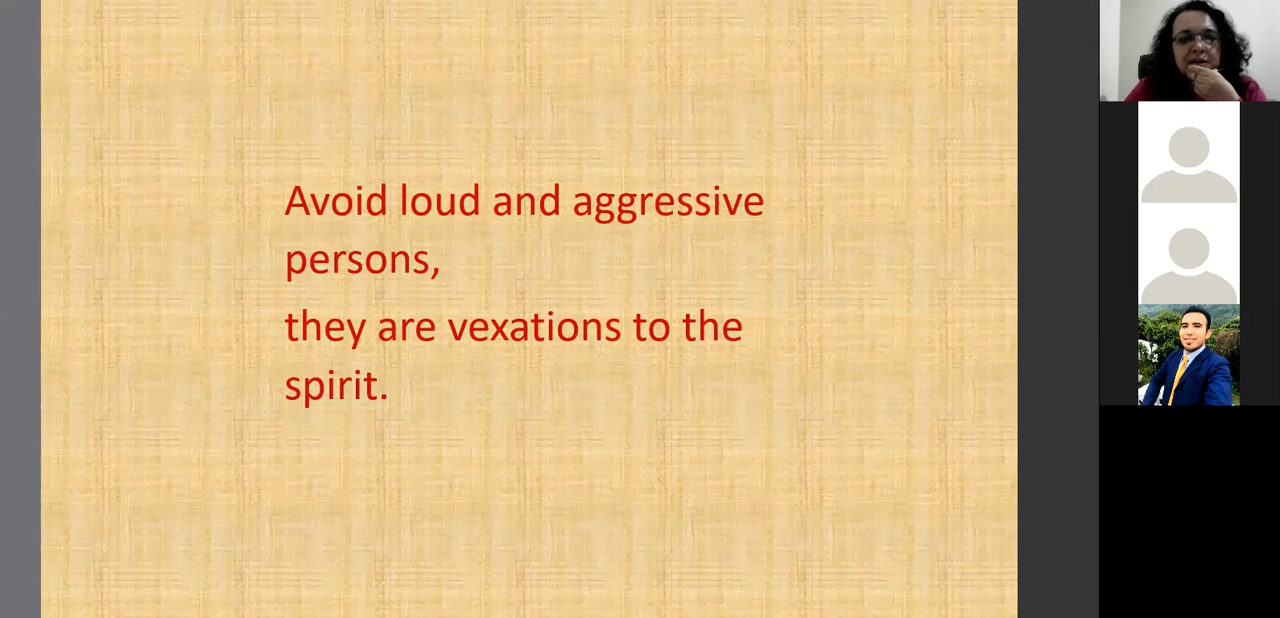 Avoid loud and aggressive
persons,
they are vexations to the
spirit.